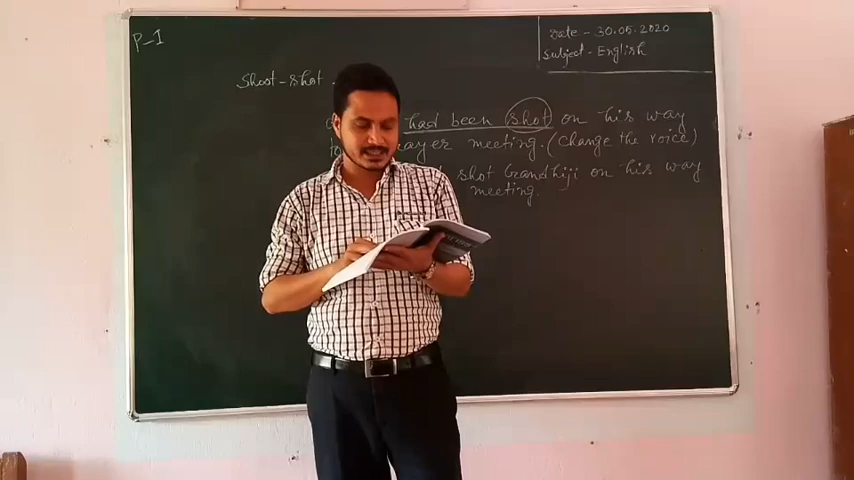 P-1
Date - 30.05.2020
Subject - English
Shoot - Shot
had been shot on his way
meeting. (change the voice)
shot Gandhiji on his way
meeting.